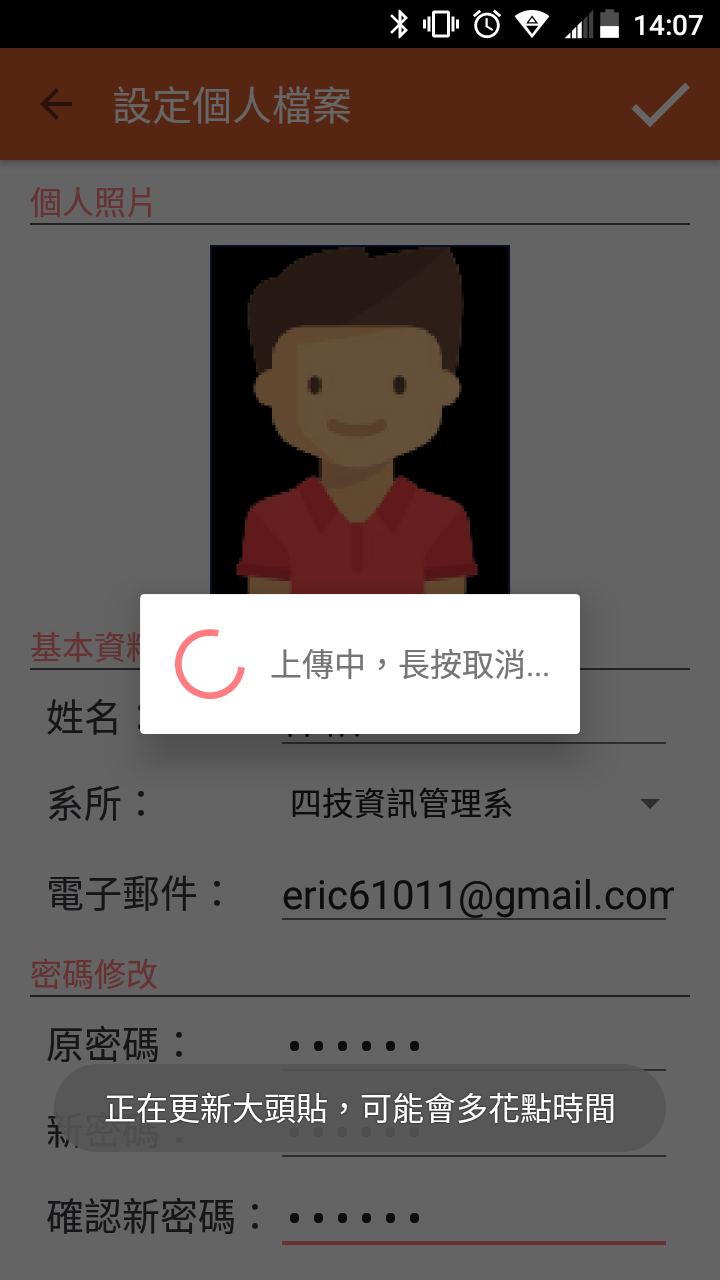 14:07
設定個人檔案
個人照片
上傳中，長按取消...
基本資料
姓名：
系所： 四技資訊管理系
電子郵件： eric61011@gmail.com
密碼修改
原密碼： ••••••
正在更新大頭貼，可能會多花點時間
新密碼： ••••••
確認新密碼： ••••••